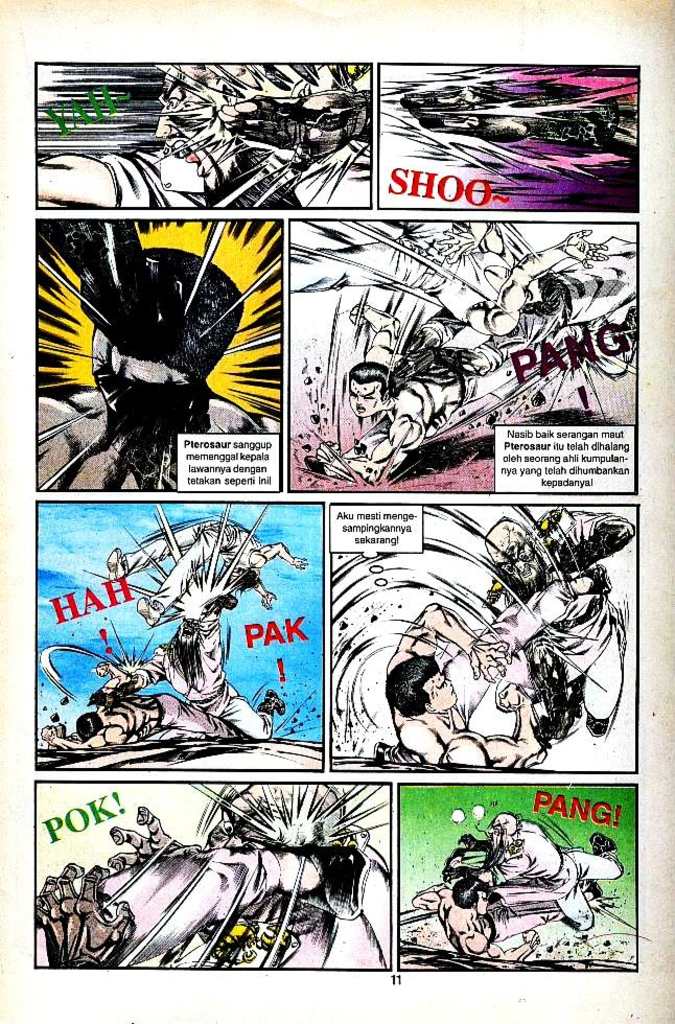 YAH~
SHOO~
Pterosaur sanggup
memenggal kepala
lawannya dengan
tetakan seperti ini!
PANG
!
Nasib baik serangan maut
Pterosaur itu telah dihalang
oleh seorang ahli kumpulan-
nya yang telah dihumbankan
kepadanya!
HAH
!
PAK
!
Aku mesti menge-
sampingkannya
sekarang!
POK!
PANG!
11